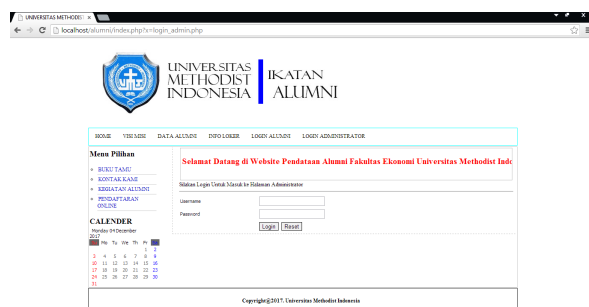 UNIVERSITAS METHODIST I
localhost/alumni/index.php?x=login_admin.php
UNIVERSITAS
METHODIST
INDONESIA
IKATAN
ALUMNI
UMI
HOME VISI MISI DATA ALUMNI INFO LOKER LOGIN ALUMNI LOGIN ADMINISTRATOR
Menu Pilihan
BUKU TAMU
KONTAK KAMI
KEGIATAN ALUMNI
PENDAFTARAN
ONLINE
CALENDER
Monday 04 December
2017
Mo Tu We Th Fr
1 2
3 4 5 6 7 8 9
10 11 12 13 14 15 16
17 18 19 20 21 22 23
24 25 26 27 28 29 30
31
Selamat Datang di Website Pendataan Alumni Fakultas Ekonomi Universitas Methodist Indo
Silakan Login Untuk Masuk ke Halaman Administrator
Username
Password
Login Reset
Copyright@2017. Universitas Methodist Indonesia